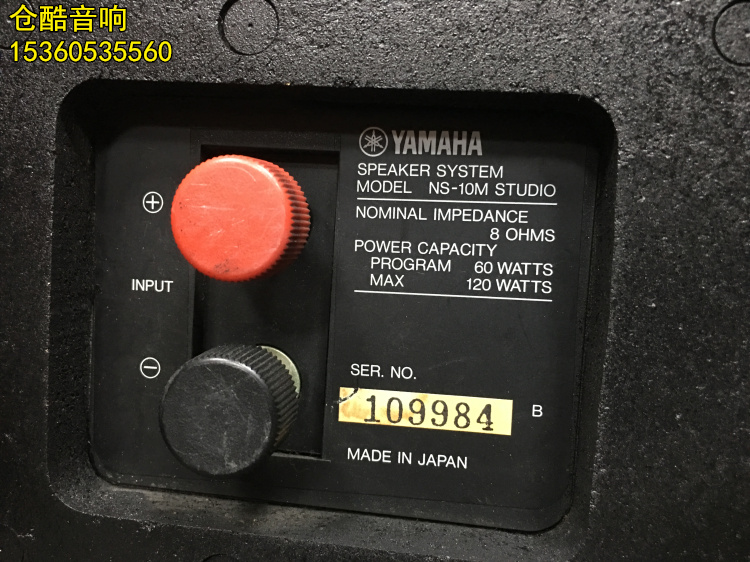 仓酷音响
15360535560
YAMAHA
SPEAKER SYSTEM
MODEL NS-10M STUDIO
NOMINAL IMPEDANCE
8 OHMS
POWER CAPACITY
PROGRAM 60 WATTS
MAX 120 WATTS
+
INPUT
−
SER. NO.
109984 B
MADE IN JAPAN